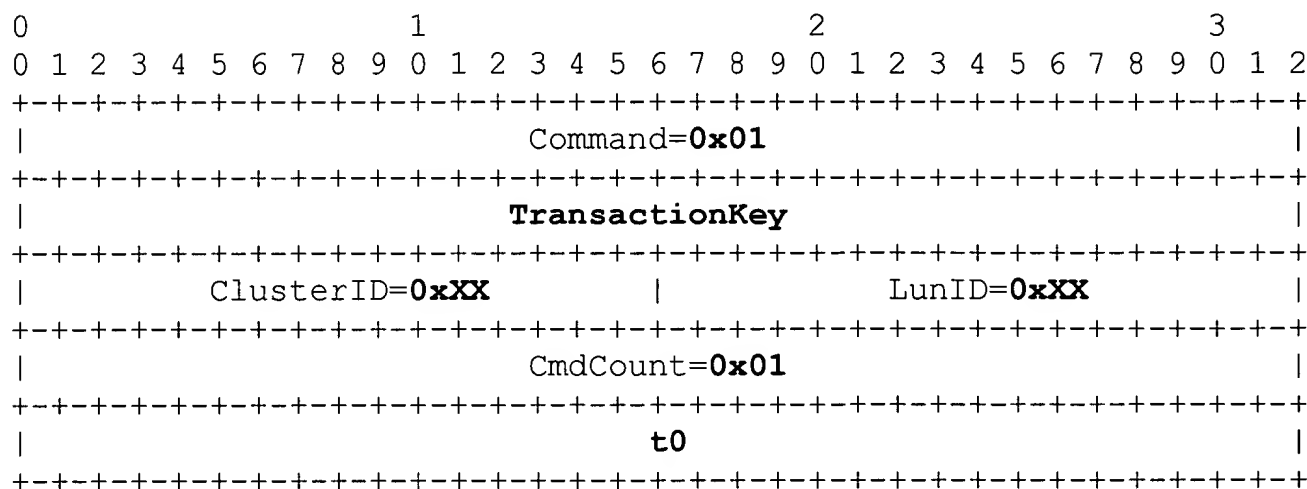 0 1 2 3
0 1 2 3 4 5 6 7 8 9 0 1 2 3 4 5 6 7 8 9 0 1 2 3 4 5 6 7 8 9 0 1 2
+-+-+-+-+-+-+-+-+-+-+-+-+-+-+-+-+-+-+-+-+-+-+-+-+-+-+-+-+-+-+-+-+
| Command=0x01 |
+-+-+-+-+-+-+-+-+-+-+-+-+-+-+-+-+-+-+-+-+-+-+-+-+-+-+-+-+-+-+-+-+
| TransactionKey |
+-+-+-+-+-+-+-+-+-+-+-+-+-+-+-+-+-+-+-+-+-+-+-+-+-+-+-+-+-+-+-+-+
| ClusterID=0xXX | LunID=0xXX |
+-+-+-+-+-+-+-+-+-+-+-+-+-+-+-+-+-+-+-+-+-+-+-+-+-+-+-+-+-+-+-+-+
| CmdCount=0x01 |
+-+-+-+-+-+-+-+-+-+-+-+-+-+-+-+-+-+-+-+-+-+-+-+-+-+-+-+-+-+-+-+-+
| t0 |
+-+-+-+-+-+-+-+-+-+-+-+-+-+-+-+-+-+-+-+-+-+-+-+-+-+-+-+-+-+-+-+-+